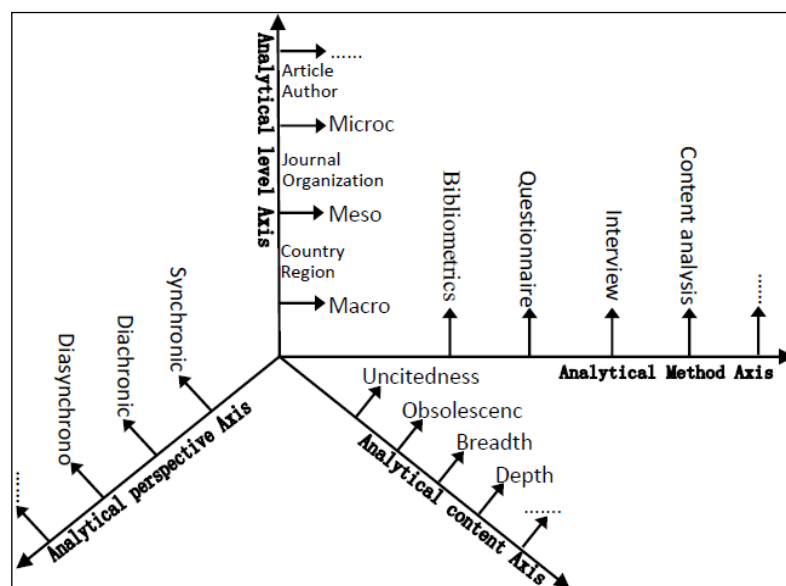 Analytical level Axis
......
Article
Author
Microc
Journal
Organization
Meso
Country
Region
Macro
Bibliometrics
Questionnaire
Interview
Content analysis
......
Analytical Method Axis
Synchronic
Diachronic
Diasynchrono
......
Analytical perspective Axis
Uncitedness
Obsolescenc
Breadth
Depth
.......
Analytical content Axis